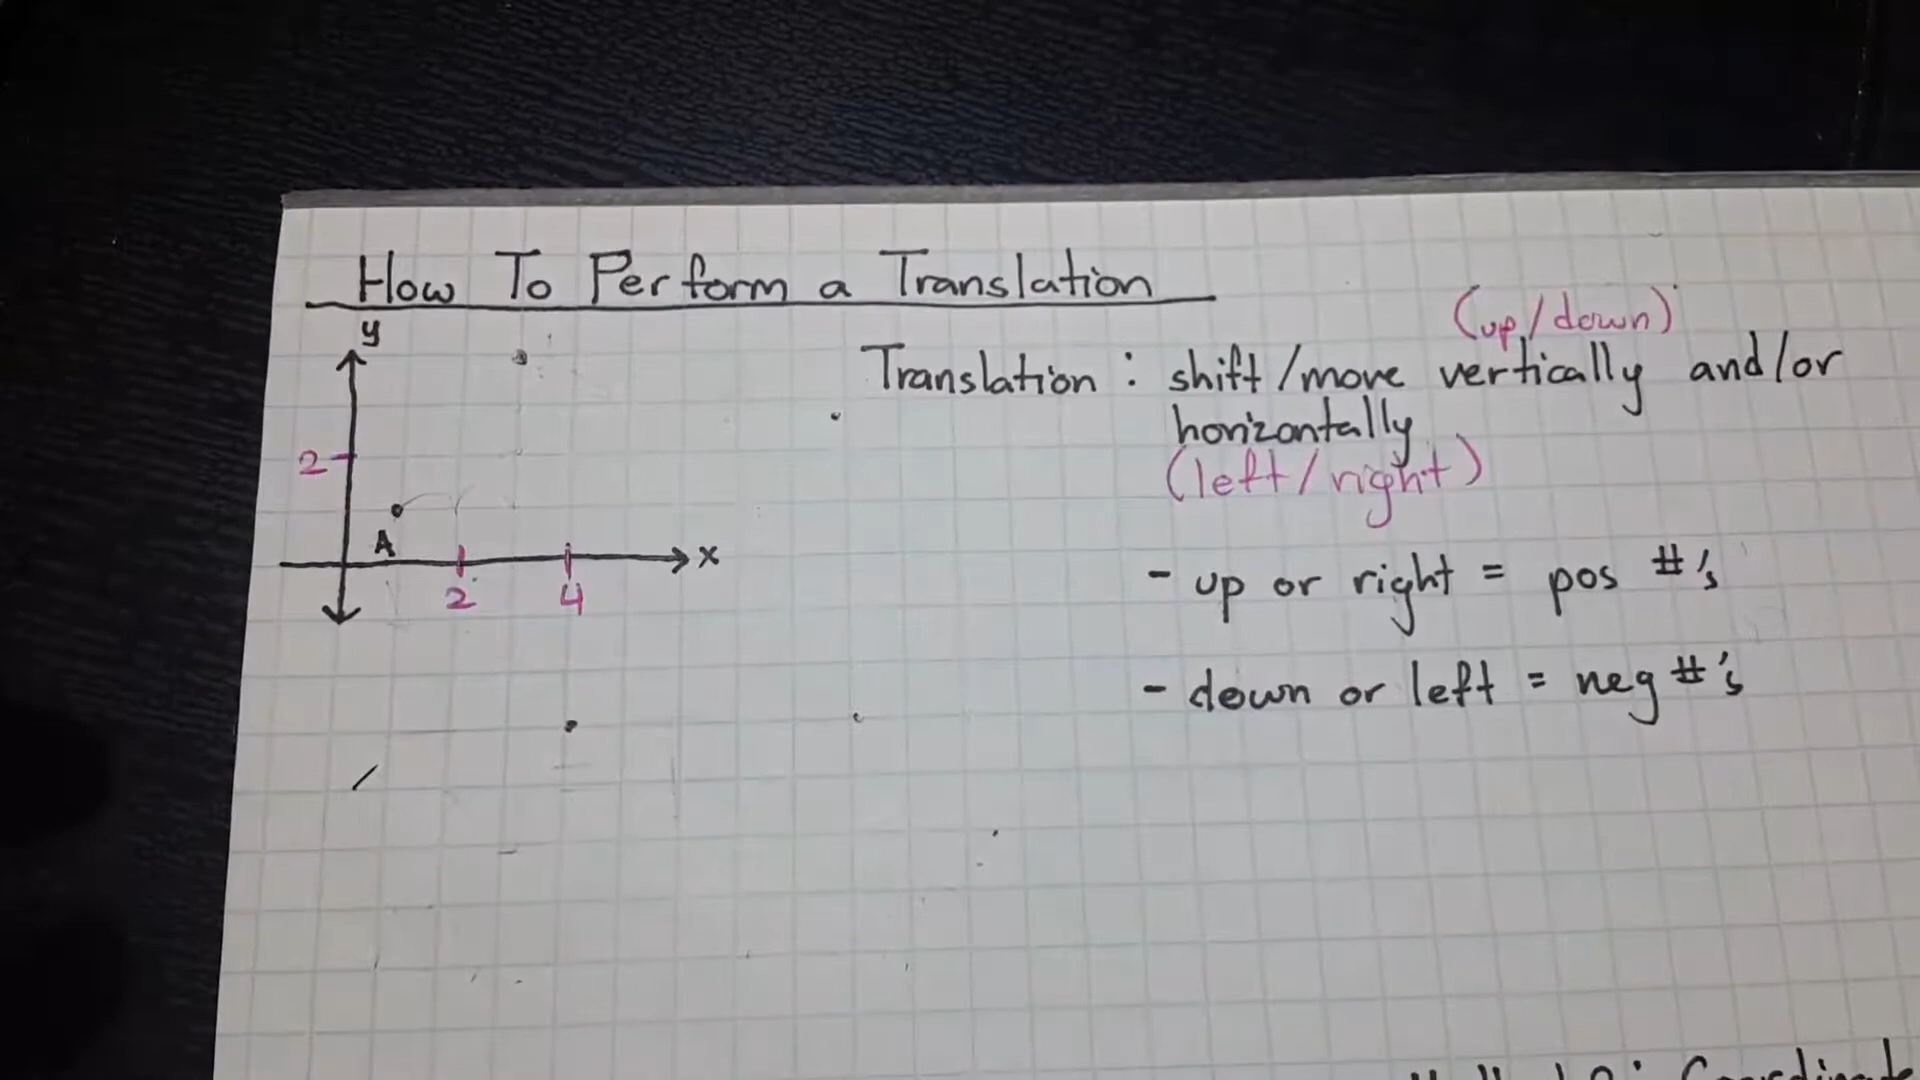 How To Perform a Translation
y
2
A
x
2
4
(up/down)
Translation : shift/move vertically and/or
horizontally
(left/right)
- up or right = pos #'s
- down or left = neg #'s